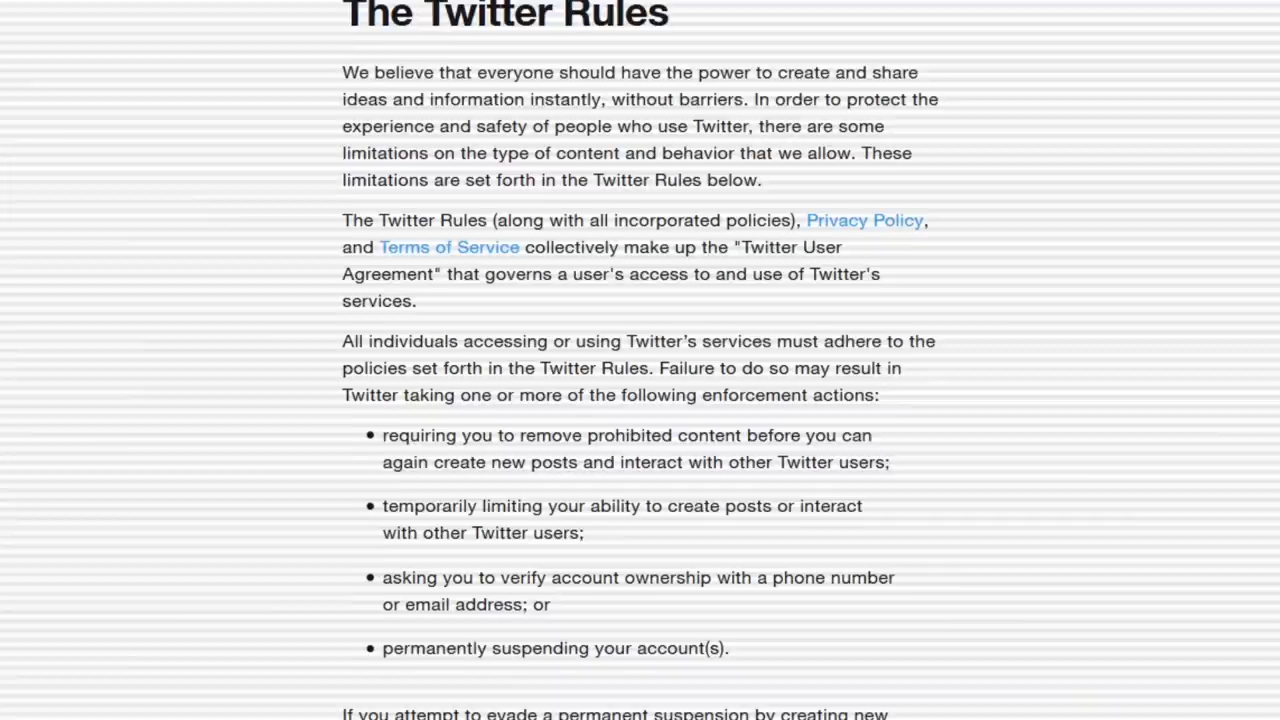 The Twitter Rules
We believe that everyone should have the power to create and share
ideas and information instantly, without barriers. In order to protect the
experience and safety of people who use Twitter, there are some
limitations on the type of content and behavior that we allow. These
limitations are set forth in the Twitter Rules below.
The Twitter Rules (along with all incorporated policies), Privacy Policy,
and Terms of Service collectively make up the "Twitter User
Agreement" that governs a user's access to and use of Twitter's
services.
All individuals accessing or using Twitter’s services must adhere to the
policies set forth in the Twitter Rules. Failure to do so may result in
Twitter taking one or more of the following enforcement actions:
• requiring you to remove prohibited content before you can
again create new posts and interact with other Twitter users;
• temporarily limiting your ability to create posts or interact
with other Twitter users;
• asking you to verify account ownership with a phone number
or email address; or
• permanently suspending your account(s).
If you attempt to evade a permanent suspension by creating new